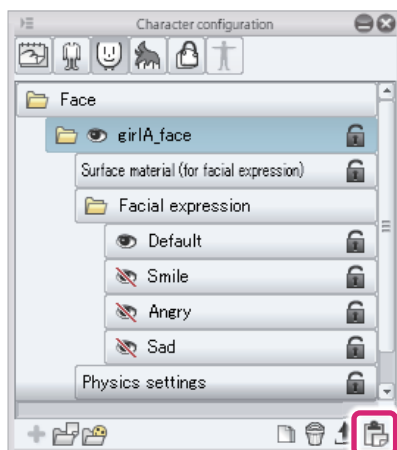 Character configuration
Face
girlA_face
Surface material (for facial expression)
Facial expression
Default
Smile
Angry
Sad
Physics settings